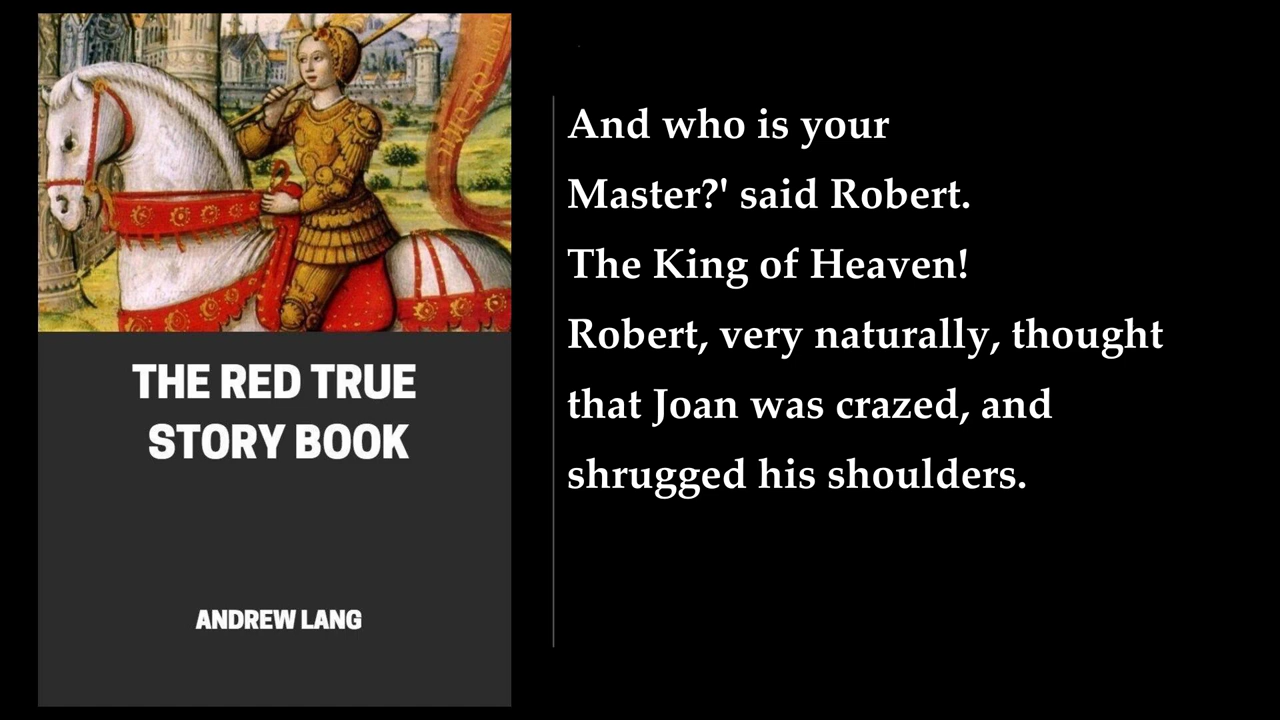 THE RED TRUE
STORY BOOK
ANDREW LANG
And who is your
Master?' said Robert.
The King of Heaven!
Robert, very naturally, thought
that Joan was crazed, and
shrugged his shoulders.